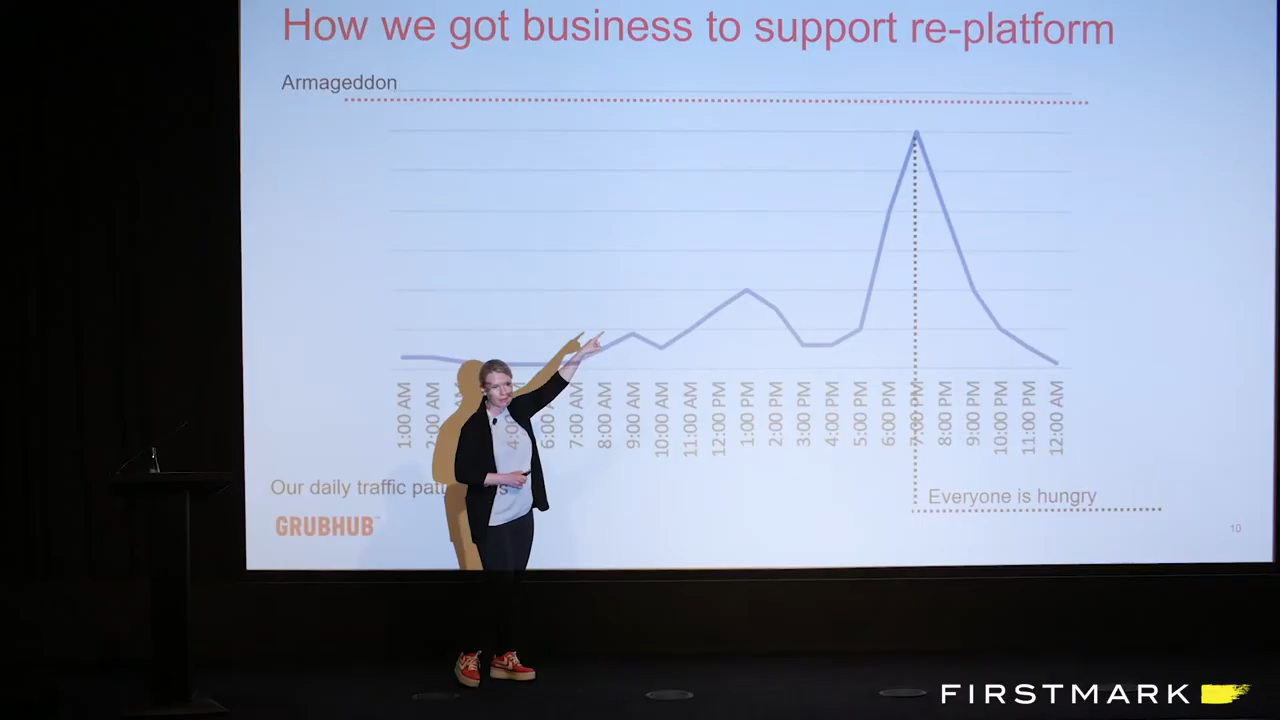 How we got business to support re-platform
Armageddon
1:00 AM
2:00 AM
4:00
6:00 AM
7:00 AM
8:00 AM
9:00 AM
10:00 AM
11:00 AM
12:00 PM
1:00 PM
2:00 PM
3:00 PM
4:00 PM
5:00 PM
6:00 PM
7:00 PM
8:00 PM
9:00 PM
10:00 PM
11:00 PM
12:00 AM
Our daily traffic
Everyone is hungry
GRUBHUB
10
FIRSTMARK